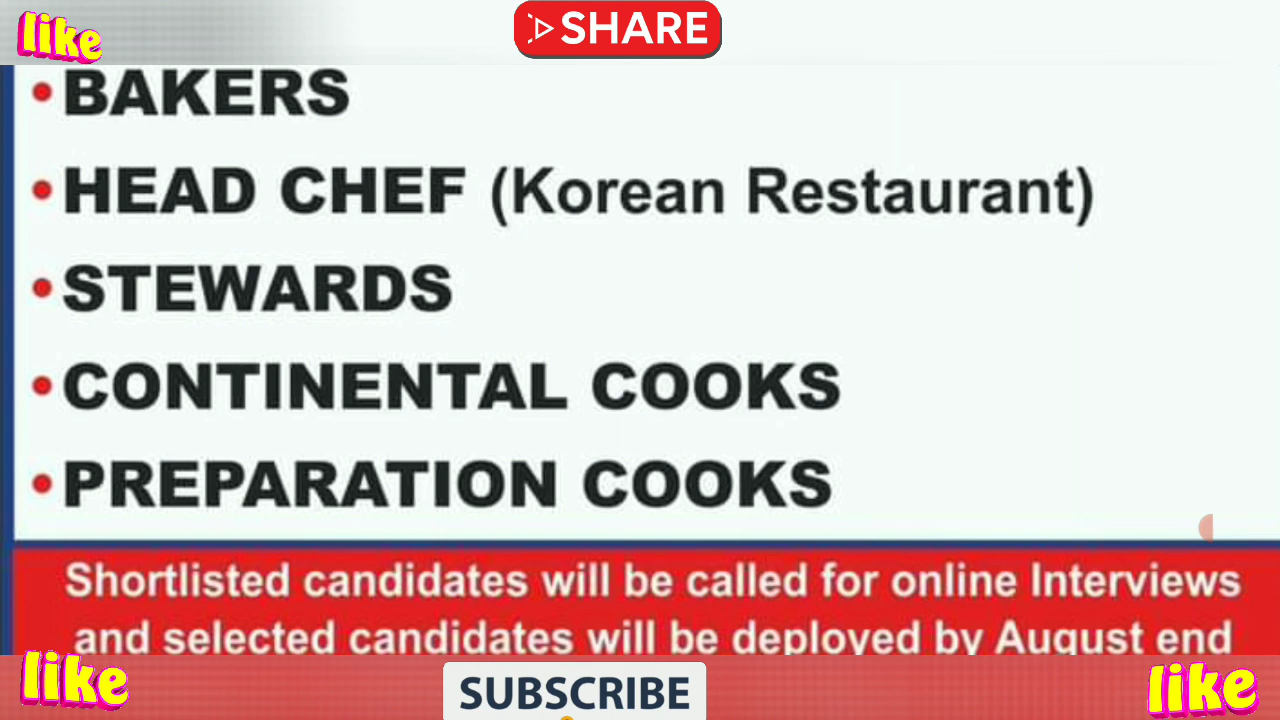 like
SHARE
• BAKERS
• HEAD CHEF (Korean Restaurant)
• STEWARDS
• CONTINENTAL COOKS
• PREPARATION COOKS
Shortlisted candidates will be called for online Interviews
and selected candidates will be deployed by August end
like
SUBSCRIBE
like